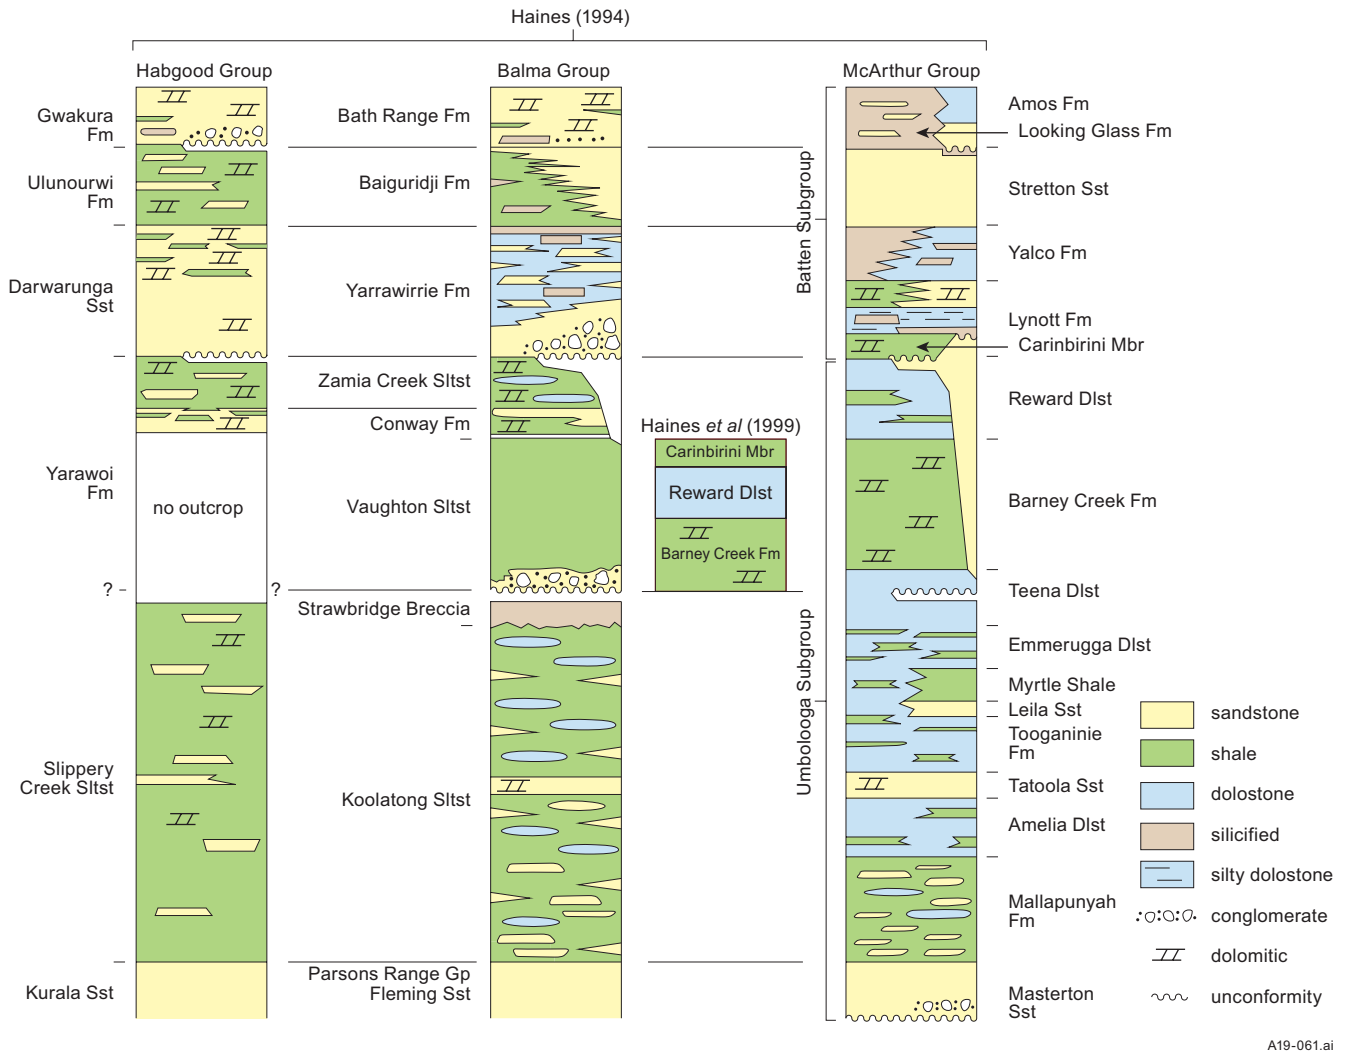 Haines (1994)
Habgood Group
Balma Group
McArthur Group
Gwakura
Fm
Ulunourwi
Fm
Darwarunga
Sst
Yarawoi
Fm
no outcrop
?
?
Slippery
Creek Sltst
Kurala Sst
Bath Range Fm
Baiguridji Fm
Yarrawirrie Fm
Zamia Creek Sltst
Conway Fm
Vaughton Sltst
Strawbridge Breccia
Koolatong Sltst
Parsons Range Gp
Fleming Sst
Haines et al (1999)
Carinbirini Mbr
Reward Dlst
Barney Creek Fm
Batten Subgroup
Umbolooga Subgroup
Amos Fm
Looking Glass Fm
Stretton Sst
Yalco Fm
Lynott Fm
Carinbirini Mbr
Reward Dlst
Barney Creek Fm
Teena Dlst
Emmerugga Dlst
Myrtle Shale
Leila Sst
Tooganinie
Fm
Tatoola Sst
Amelia Dlst
Mallapunyah
Fm
Masterton
Sst
sandstone
shale
dolostone
silicified
silty dolostone
conglomerate
dolomitic
unconformity
A19-061.ai